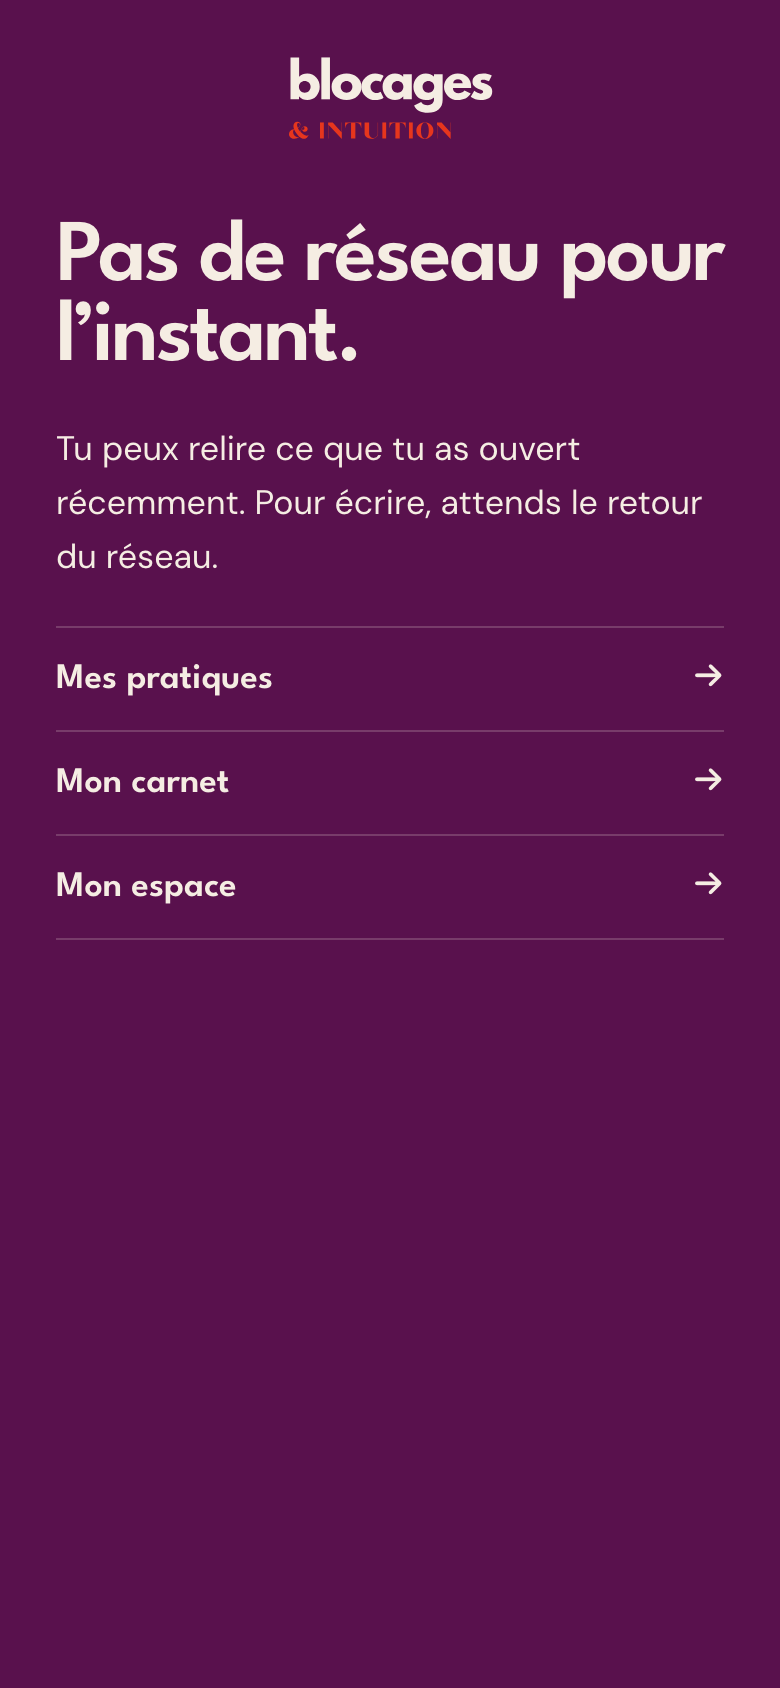 blocages
& INTUITION
Pas de réseau pour
l’instant.
Tu peux relire ce que tu as ouvert
récemment. Pour écrire, attends le retour
du réseau.
Mes pratiques
Mon carnet
Mon espace